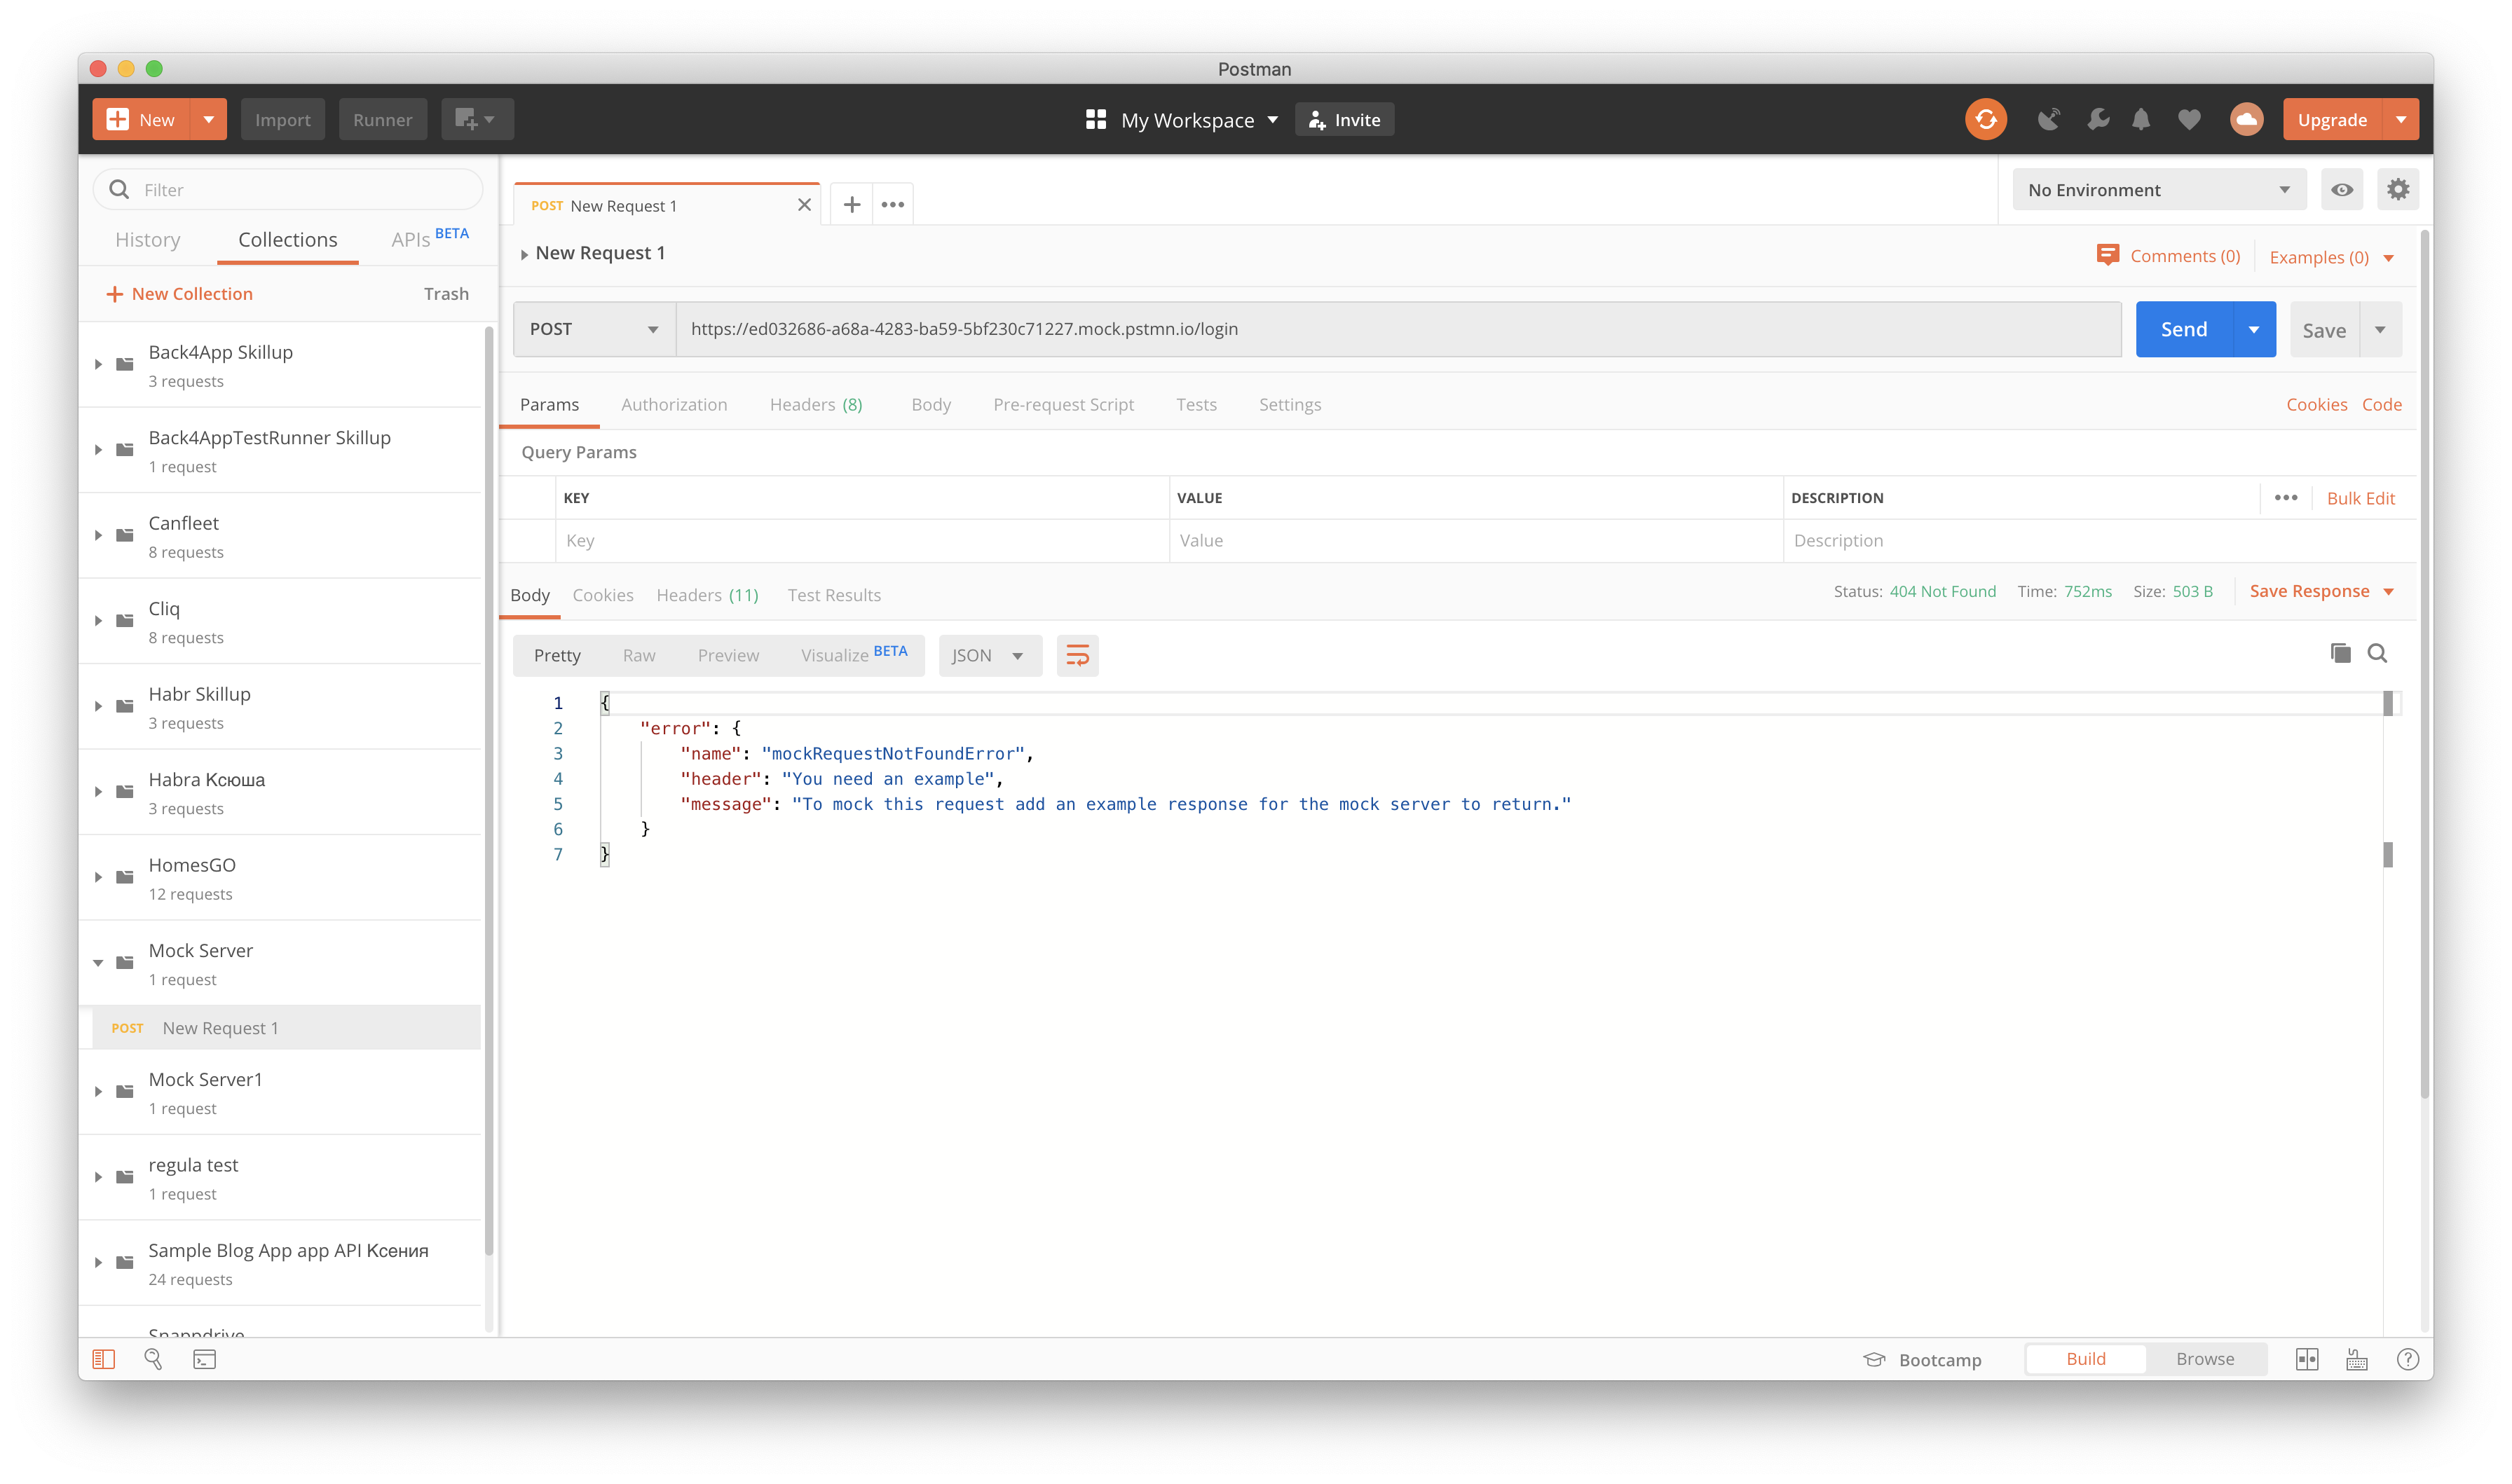 Postman
New
Import
Runner
My Workspace
Invite
Upgrade
Filter
History
Collections
APIs BETA
New Collection
Trash
Back4App Skillup
3 requests
Back4AppTestRunner Skillup
1 request
Canfleet
8 requests
Cliq
8 requests
Habr Skillup
3 requests
Habra Ксюша
3 requests
HomesGO
12 requests
Mock Server
1 request
POST New Request 1
Mock Server1
1 request
regula test
1 request
Sample Blog App app API Ксения
24 requests
POST New Request 1
No Environment
New Request 1
Comments (0)
Examples (0)
POST
https://ed032686-a68a-4283-ba59-5bf230c71227.mock.pstmn.io/login
Send
Save
Params
Authorization
Headers (8)
Body
Pre-request Script
Tests
Settings
Cookies
Code
Query Params
KEY
VALUE
DESCRIPTION
Bulk Edit
Key
Value
Description
Body
Cookies
Headers (11)
Test Results
Status: 404 Not Found
Time: 752ms
Size: 503 B
Save Response
Pretty
Raw
Preview
Visualize BETA
JSON
1 {
2 "error": {
3 "name": "mockRequestNotFoundError",
4 "header": "You need an example",
5 "message": "To mock this request add an example response for the mock server to return."
6 }
7 }
Bootcamp
Build
Browse